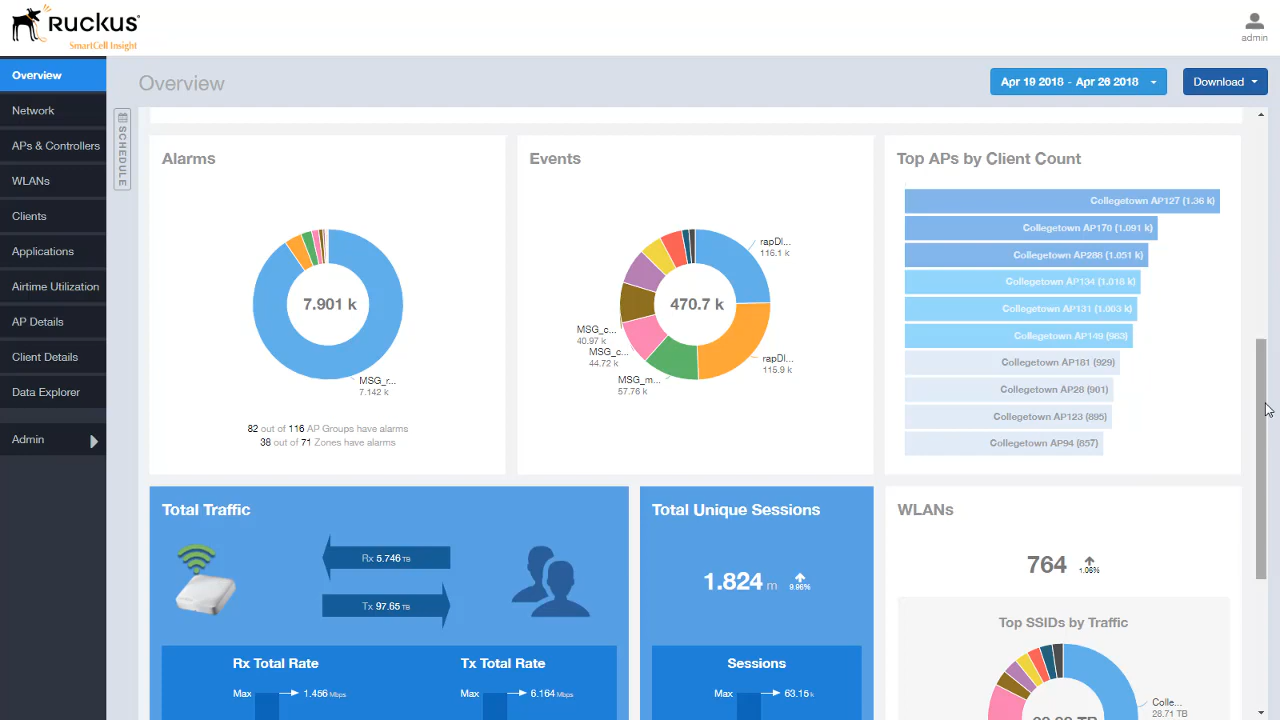 RUCKUS
SmartCell Insight
admin
Overview
Network
APs & Controllers
WLANs
Clients
Applications
Airtime Utilization
AP Details
Client Details
Data Explorer
Admin
SCHEDULE
Overview
Apr 19 2018 - Apr 26 2018
Download
Alarms
7.901 k
MSG_r...
7.142 k
82 out of 116 AP Groups have alarms
38 out of 71 Zones have alarms
Events
470.7 k
rapDl...
116.1 k
rapDl...
115.9 k
MSG_m...
57.76 k
MSG_c...
44.72 k
MSG_c...
40.97 k
Top APs by Client Count
Collegetown AP127 (1.36 k)
Collegetown AP170 (1.091 k)
Collegetown AP286 (1.051 k)
Collegetown AP134 (1.018 k)
Collegetown AP131 (1.003 k)
Collegetown AP149 (983)
Collegetown AP181 (929)
Collegetown AP28 (901)
Collegetown AP123 (895)
Collegetown AP94 (857)
Total Traffic
Rx 5.746 TB
Tx 97.65 TB
Rx Total Rate
Max 1.456 Mbps
Tx Total Rate
Max 6.164 Mbps
Total Unique Sessions
1.824 m
9.96%
Sessions
Max 63.15 k
WLANs
764
1.06%
Top SSIDs by Traffic
Colle...
28.71 TB